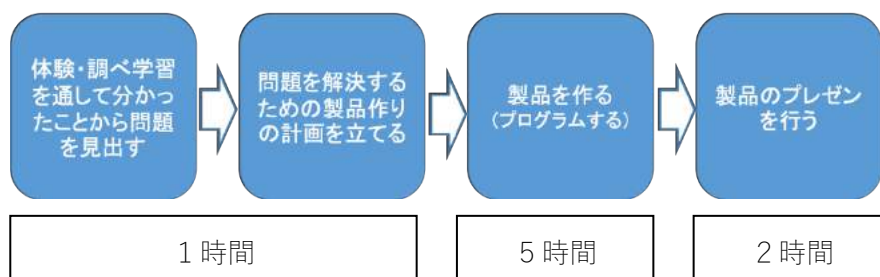 体験・調べ学習
を通して分かっ
たことから問題
を見出す
問題を解決する
ための製品作り
の計画を立てる
製品を作る
(プログラムする)
製品のプレゼン
を行う
1時間
5時間
2時間